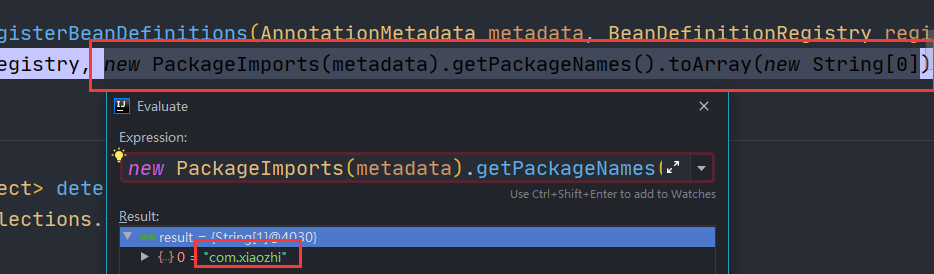 gisterBeanDefinitions(AnnotationMetadata metadata, BeanDefinitionRegistry regi
egistry, new PackageImports(metadata).getPackageNames().toArray(new String[0])
Evaluate
Expression:
new PackageImports(metadata).getPackageNames(
Use Ctrl+Shift+Enter to add to Watches
ect> dete
llections.
Result:
result = {String[1]@4030}
0 = "com.xiaozhi"